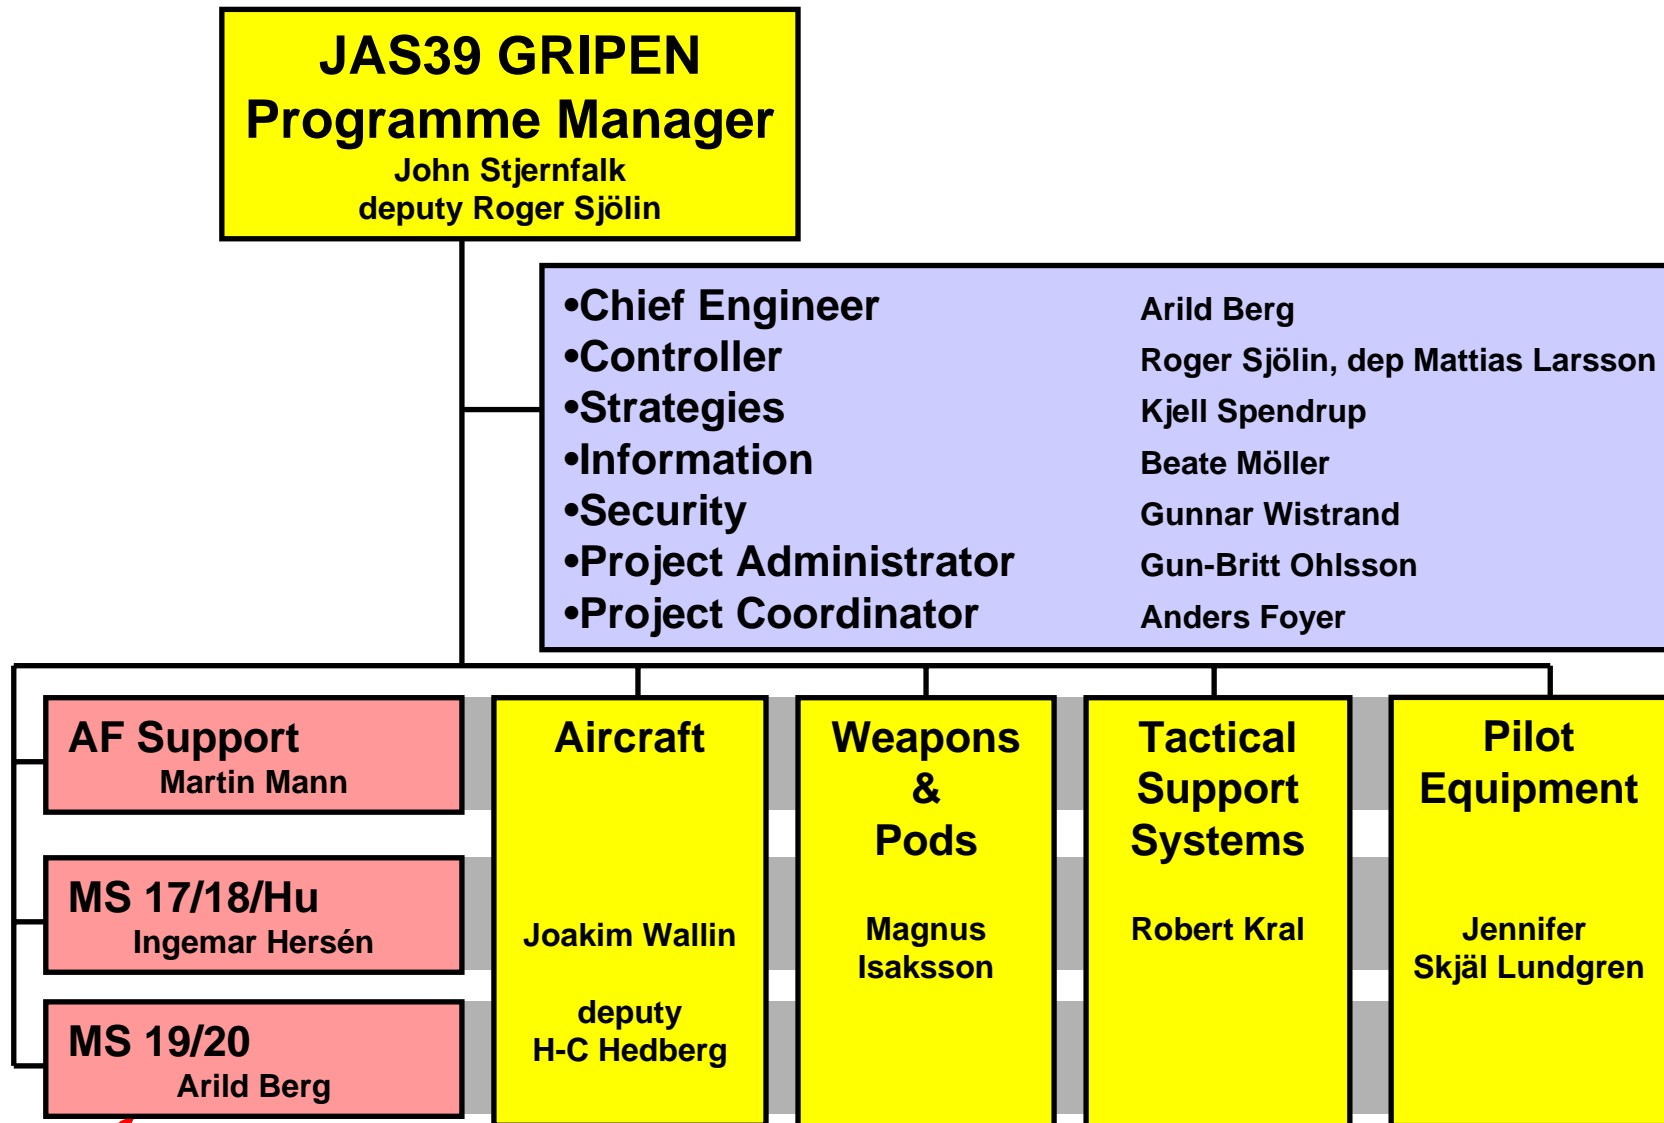 JAS39 GRIPEN
Programme Manager
John Stjernfalk
deputy Roger Sjölin
•Chief Engineer Arild Berg
•Controller Roger Sjölin, dep Mattias Larsson
•Strategies Kjell Spendrup
•Information Beate Möller
•Security Gunnar Wistrand
•Project Administrator Gun-Britt Ohlsson
•Project Coordinator Anders Foyer
AF Support
Martin Mann
MS 17/18/Hu
Ingemar Hersén
MS 19/20
Arild Berg
Aircraft
Joakim Wallin
deputy
H-C Hedberg
Weapons
&
Pods
Magnus
Isaksson
Tactical
Support
Systems
Robert Kral
Pilot
Equipment
Jennifer
Skjäl Lundgren